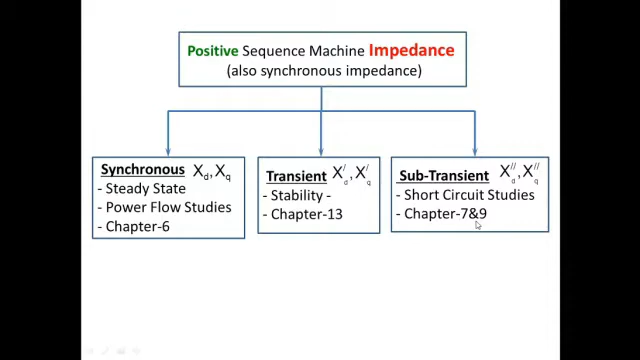 Positive Sequence Machine Impedance
(also synchronous impedance)
Synchronous Xd, Xq
- Steady State
- Power Flow Studies
- Chapter-6
Transient X/d, X/q
- Stability -
- Chapter-13
Sub-Transient X//d, X//q
- Short Circuit Studies
- Chapter-7&9